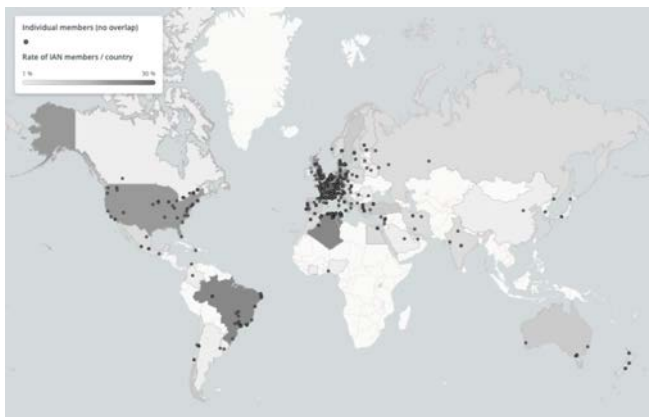 Individual members (no overlap)
Rate of IAN members / country
1 % 30 %